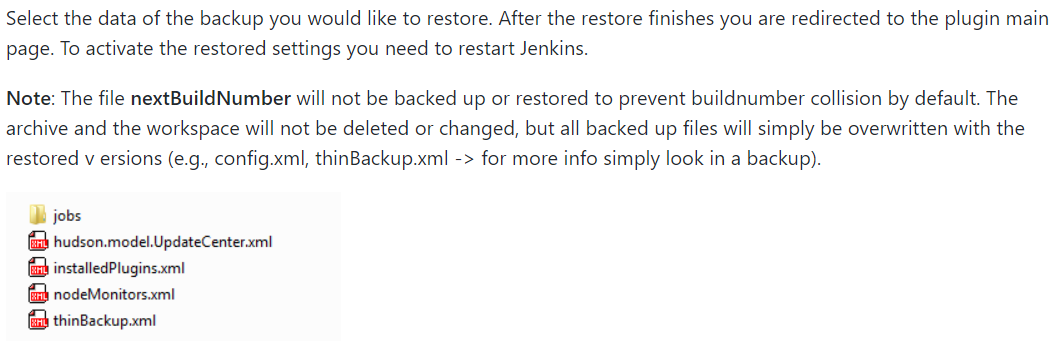 Select the data of the backup you would like to restore. After the restore finishes you are redirected to the plugin main
page. To activate the restored settings you need to restart Jenkins.
Note: The file nextBuildNumber will not be backed up or restored to prevent buildnumber collision by default. The
archive and the workspace will not be deleted or changed, but all backed up files will simply be overwritten with the
restored v ersions (e.g., config.xml, thinBackup.xml -> for more info simply look in a backup).
jobs
hudson.model.UpdateCenter.xml
installedPlugins.xml
nodeMonitors.xml
thinBackup.xml